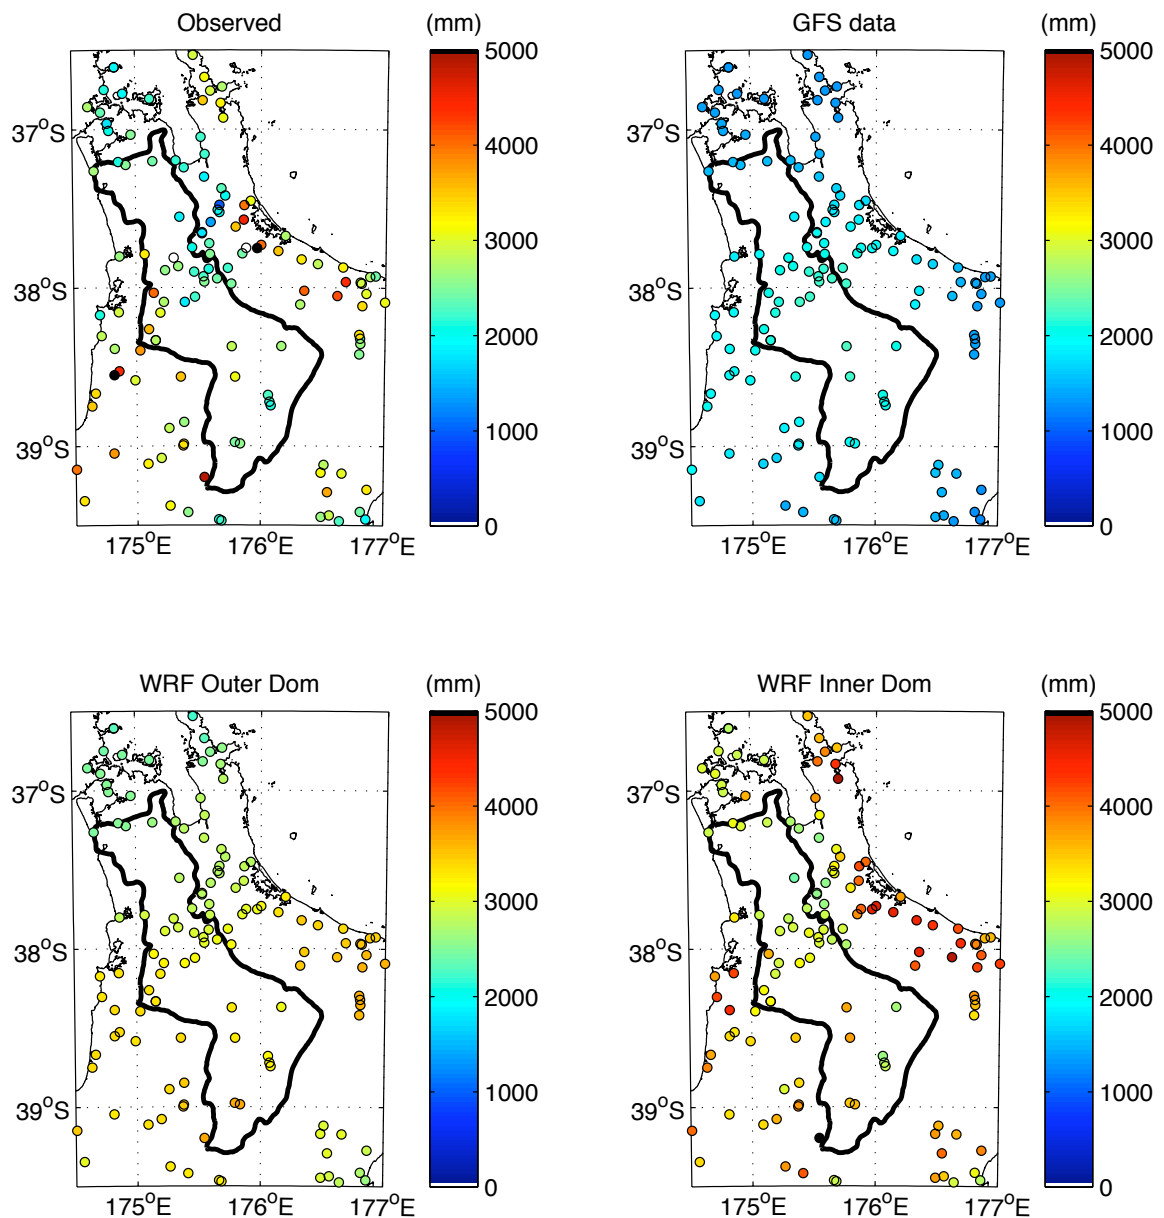 Observed (mm) GFS data (mm)
5000 5000
37°S 4000 37°S 4000
3000 3000
38°S 2000 38°S 2000
1000 1000
39°S 39°S
0 0
175°E 176°E 177°E 175°E 176°E 177°E
WRF Outer Dom (mm) WRF Inner Dom (mm)
5000 5000
37°S 4000 37°S 4000
3000 3000
38°S 2000 38°S 2000
1000 1000
39°S 39°S
0 0
175°E 176°E 177°E 175°E 176°E 177°E